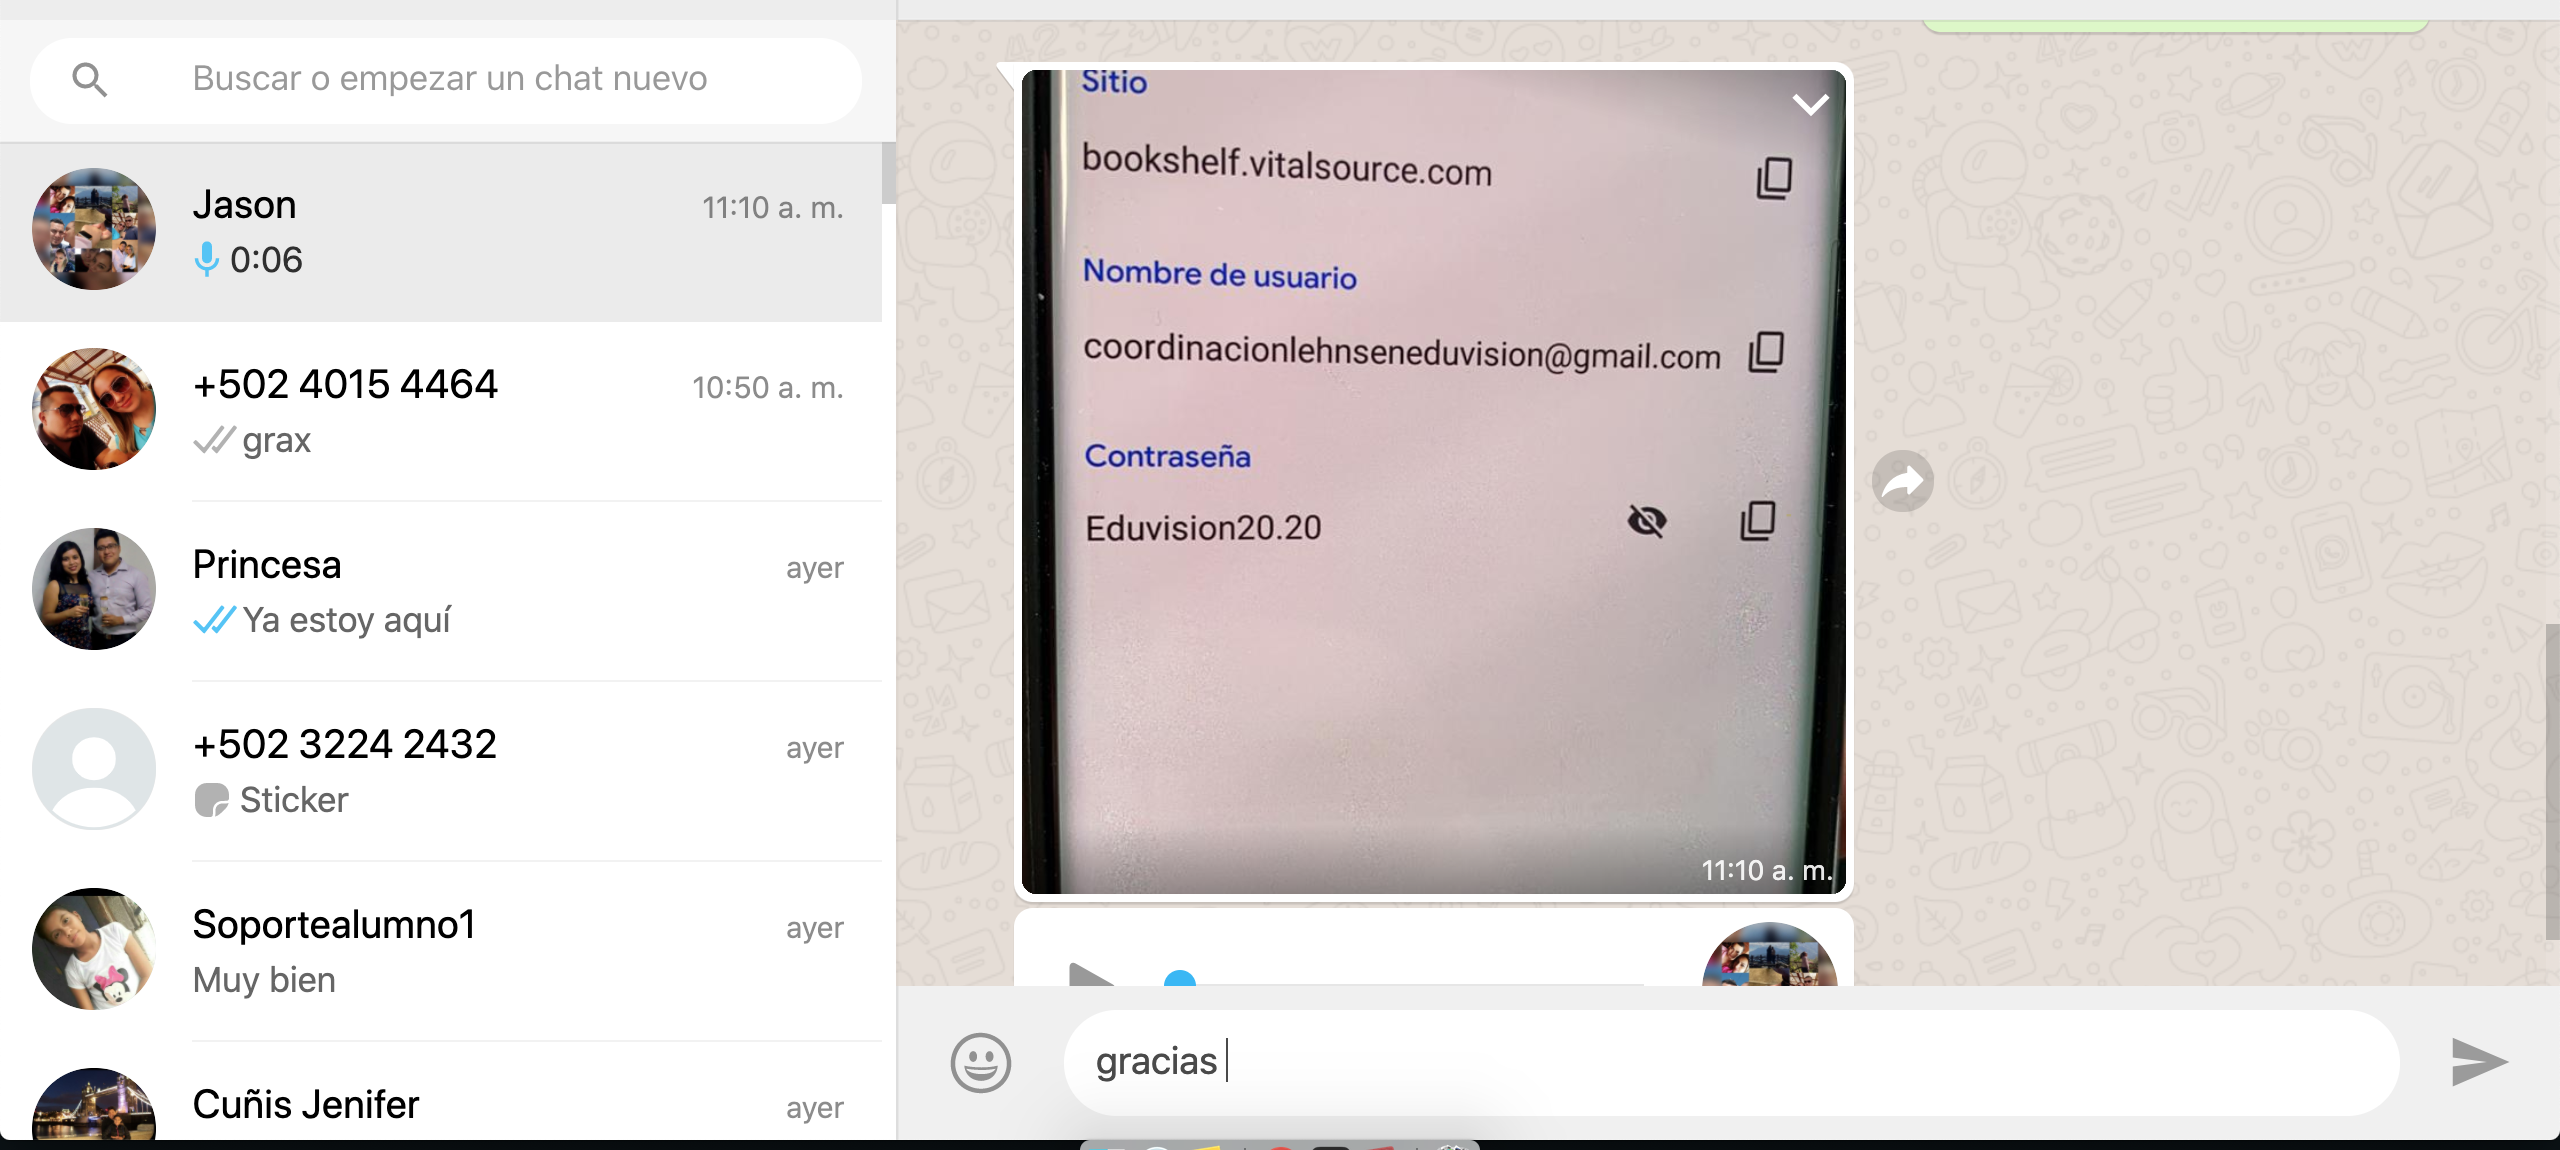 Buscar o empezar un chat nuevo
Jason
11:10 a. m.
0:06
+502 4015 4464
10:50 a. m.
grax
Princesa
ayer
Ya estoy aquí
+502 3224 2432
ayer
Sticker
Soportealumno1
ayer
Muy bien
Cuñis Jenifer
ayer
Sitio
bookshelf.vitalsource.com
Nombre de usuario
coordinacionlehnseneduvision@gmail.com
Contraseña
Eduvision20.20
11:10 a. m.
gracias